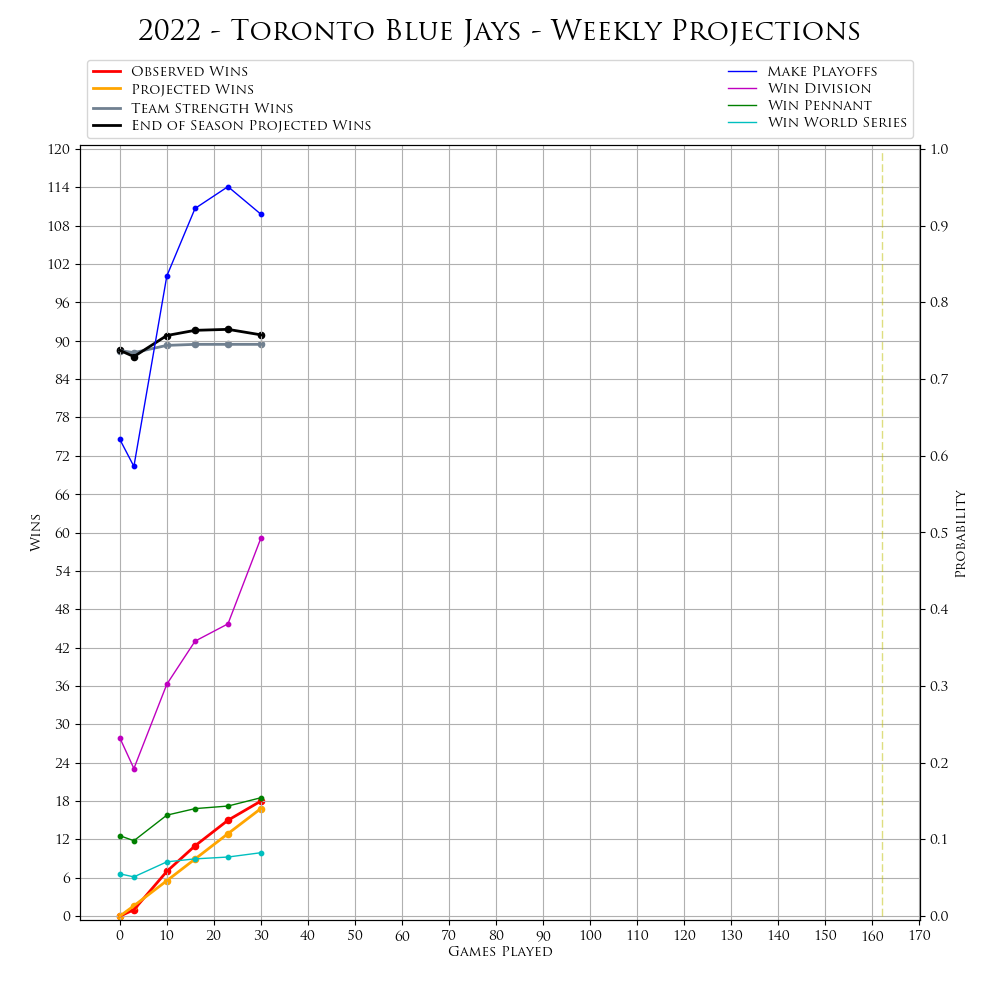 2022 - Toronto Blue Jays - Weekly Projections
Observed Wins
Projected Wins
Team Strength Wins
End of Season Projected Wins
Make Playoffs
Win Division
Win Pennant
Win World Series
120
114
108
102
96
90
84
78
72
66
60
54
48
42
36
30
24
18
12
6
0
Wins
1.0
0.9
0.8
0.7
0.6
0.5
0.4
0.3
0.2
0.1
0.0
Probability
0 10 20 30 40 50 60 70 80 90 100 110 120 130 140 150 160 170
Games Played